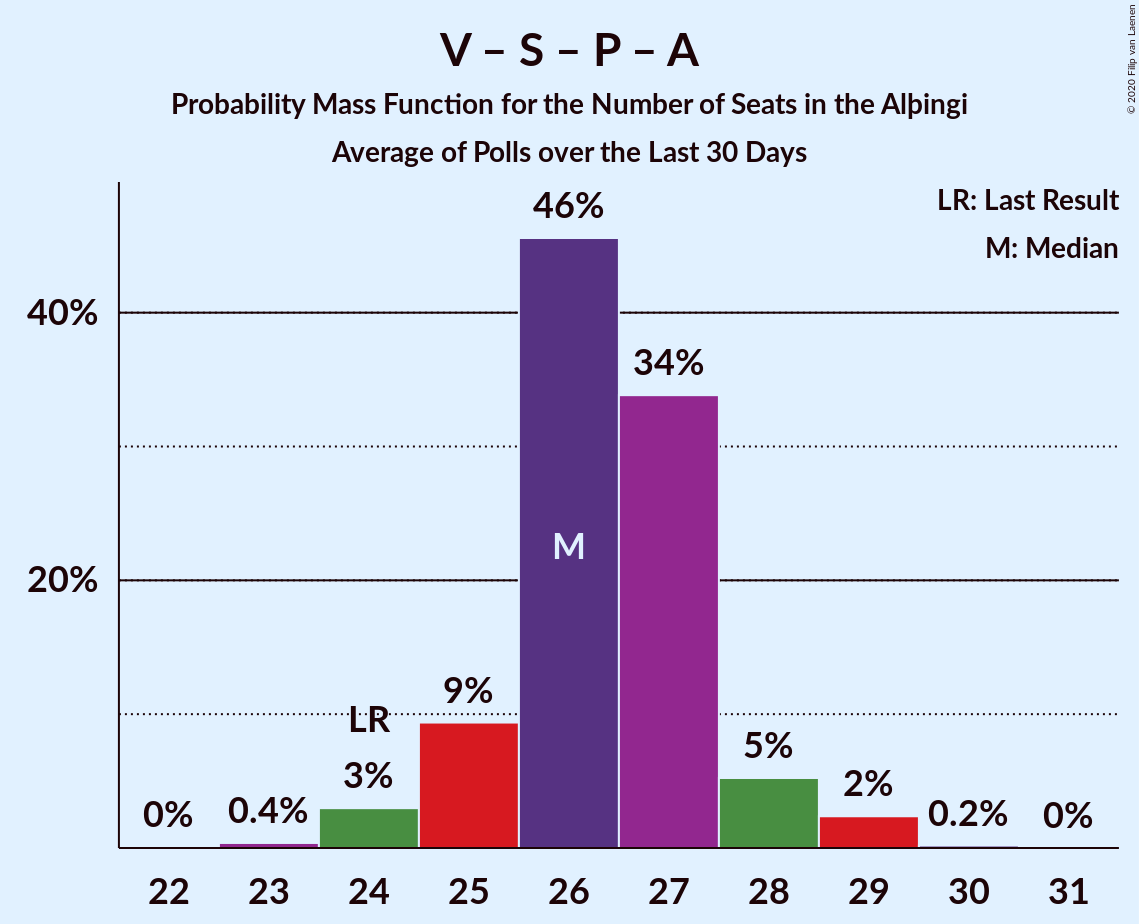 V – S – P – A
Probability Mass Function for the Number of Seats in the Alþingi
Average of Polls over the Last 30 Days
© 2020 Filip van Laenen
LR: Last Result
M: Median
40%
20%
0%
0.4%
LR
3%
9%
46%
M
34%
5%
2%
0.2%
0%
22 23 24 25 26 27 28 29 30 31